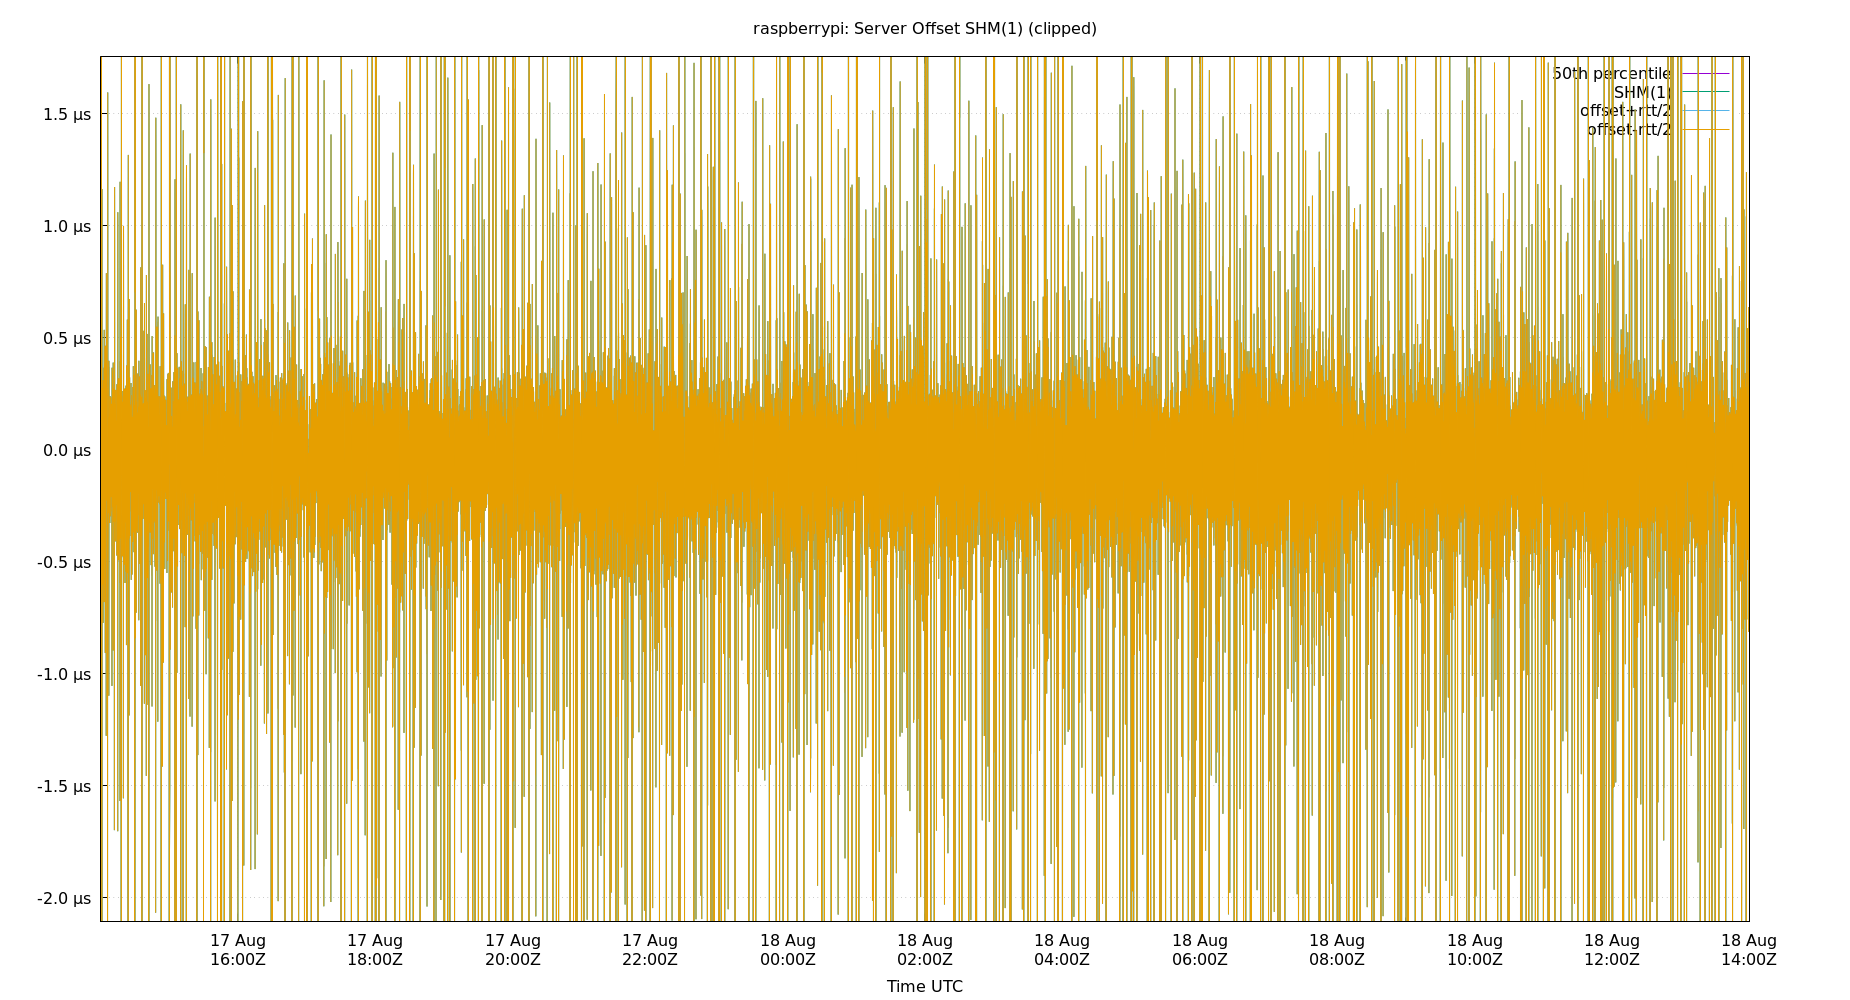 raspberrypi: Server Offset SHM(1) (clipped)
50th percentile
SHM(1)
offset+rtt/2
offset-rtt/2
1.5 µs
1.0 µs
0.5 µs
0.0 µs
-0.5 µs
-1.0 µs
-1.5 µs
-2.0 µs
17 Aug 17 Aug 17 Aug 17 Aug 18 Aug 18 Aug 18 Aug 18 Aug 18 Aug 18 Aug 18 Aug 18 Aug
16:00Z 18:00Z 20:00Z 22:00Z 00:00Z 02:00Z 04:00Z 06:00Z 08:00Z 10:00Z 12:00Z 14:00Z
Time UTC